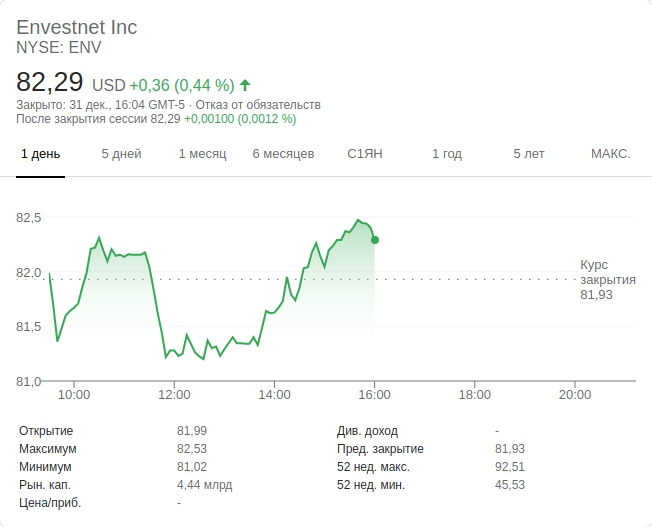 Envestnet Inc
NYSE: ENV
82,29 USD +0,36 (0,44 %)
Закрыто: 31 дек., 16:04 GMT-5 · Отказ от обязательств
После закрытия сессии 82,29 +0,00100 (0,0012 %)
1 день 5 дней 1 месяц 6 месяцев С1ЯН 1 год 5 лет МАКС.
82,5
82,0
Курс
закрытия
81,93
81,5
81,0
10:00 12:00 14:00 16:00 18:00 20:00
Открытие 81,99 Див. доход -
Максимум 82,53 Пред. закрытие 81,93
Минимум 81,02 52 нед. макс. 92,51
Рын. кап. 4,44 млрд 52 нед. мин. 45,53
Цена/приб. -